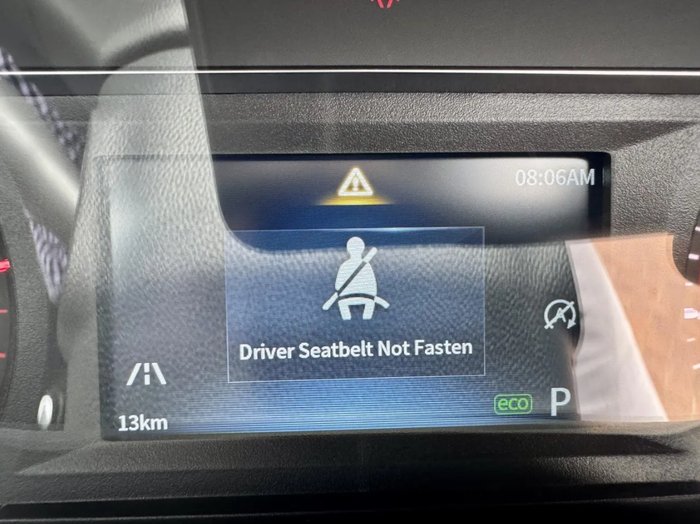 08:06AM
Driver Seatbelt Not Fasten
eco
P
13km